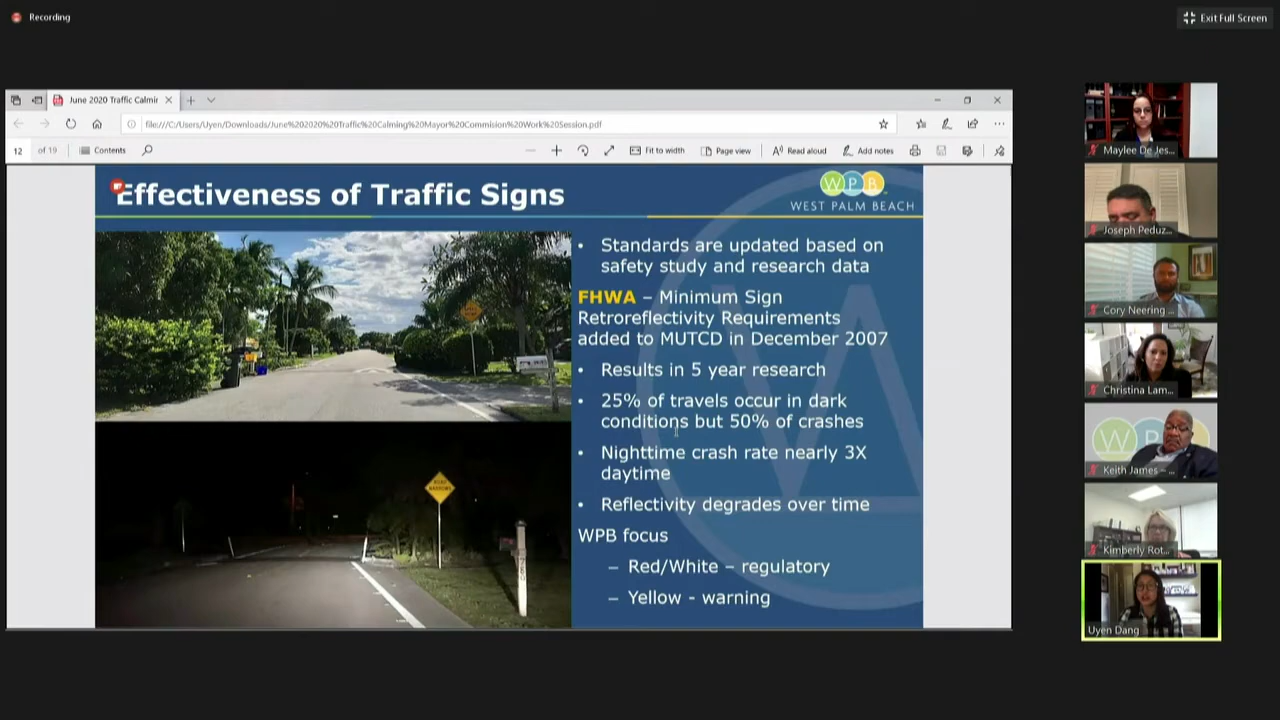 Recording
Exit Full Screen
June 2020 Traffic Calmir
file:///C:/Users/Uyen/Downloads/June%202020%20Traffic%20Calming%20Mayor%20Commision%20Work%20Session.pdf
12 of 19 Contents Fit to width Page view Read aloud Add notes
Effectiveness of Traffic Signs
WPB
WEST PALM BEACH
• Standards are updated based on
safety study and research data
FHWA – Minimum Sign
Retroreflectivity Requirements
added to MUTCD in December 2007
• Results in 5 year research
• 25% of travels occur in dark
conditions but 50% of crashes
• Nighttime crash rate nearly 3X
daytime
• Reflectivity degrades over time
WPB focus
– Red/White – regulatory
– Yellow - warning
ROAD
NARROWS
Maylee De Jes...
Joseph Peduz...
Cory Neering ...
Christina Lam...
Keith James – ...
Kimberly Rot...
Uyen Dang